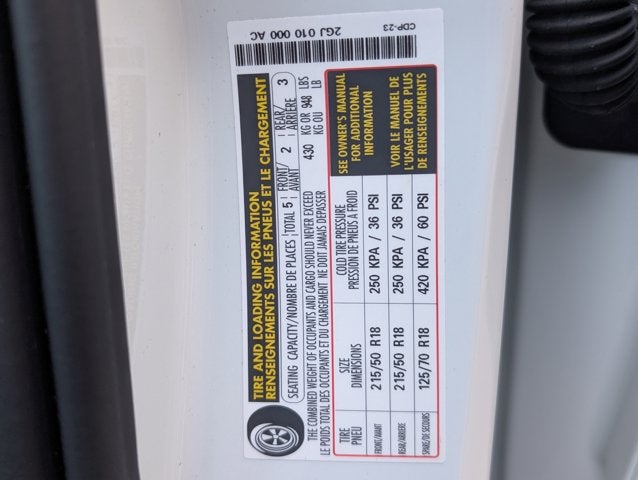 TIRE AND LOADING INFORMATION
RENSEIGNEMENTS SUR LES PNEUS ET LE CHARGEMENT
SEATING CAPACITY/NOMBRE DE PLACES TOTAL 5 FRONT/AVANT 2 REAR/ARRIÈRE 3
THE COMBINED WEIGHT OF OCCUPANTS AND CARGO SHOULD NEVER EXCEED 430 KG OR 948 LBS
LE POIDS TOTAL DES OCCUPANTS ET DU CHARGEMENT NE DOIT JAMAIS DÉPASSER KG OU LB
TIRE SIZE COLD TIRE PRESSURE
PNEU DIMENSIONS PRESSION DE PNEUS À FROID
FRONT/AVANT 215/50 R18 250 KPA / 36 PSI
REAR/ARRIERE 215/50 R18 250 KPA / 36 PSI
SPARE/DE SECOURS 125/70 R18 420 KPA / 60 PSI
SEE OWNER'S MANUAL
FOR ADDITIONAL
INFORMATION
VOIR LE MANUEL DE
L'USAGER POUR PLUS
DE RENSEIGNEMENTS
2GJ 010 000 AC
CDP-23